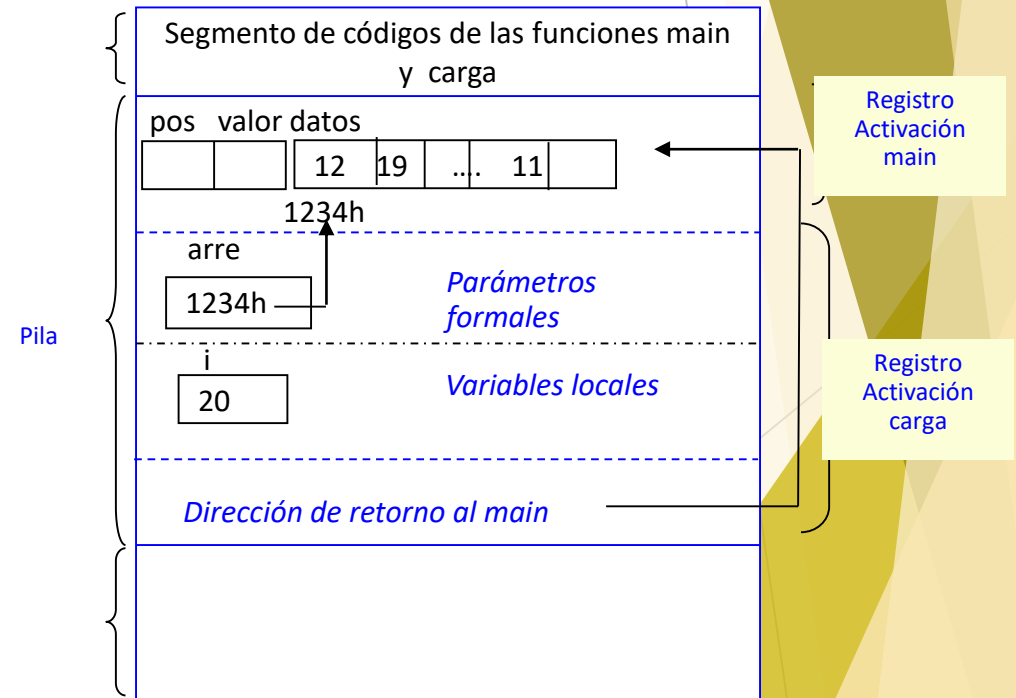 Segmento de códigos de las funciones main
y carga
pos valor datos
12 19 .... 11
1234h
arre
1234h
Parámetros
formales
i
20
Variables locales
Dirección de retorno al main
Pila
Registro
Activación
main
Registro
Activación
carga